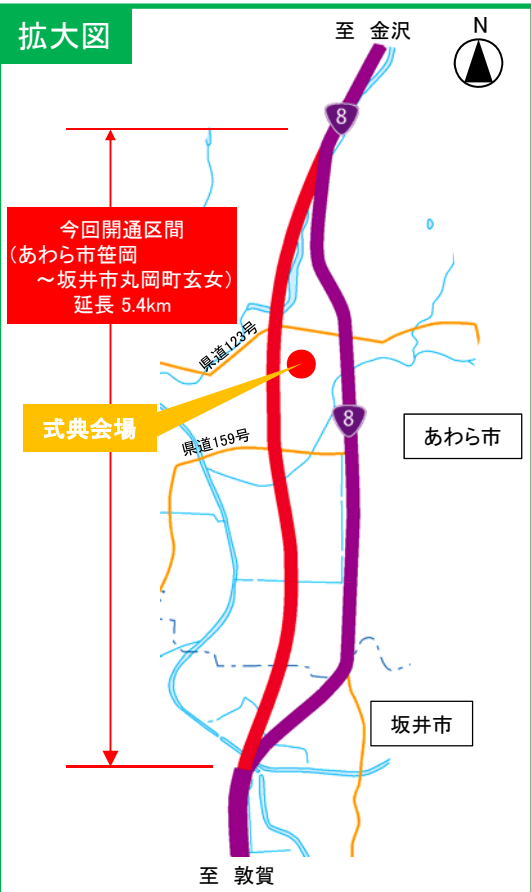 拡大図
至 金沢
N
8
今回開通区間
(あわら市笹岡
～坂井市丸岡町玄女)
延長 5.4km
県道123号
式典会場
8
あわら市
県道159号
坂井市
至 敦賀